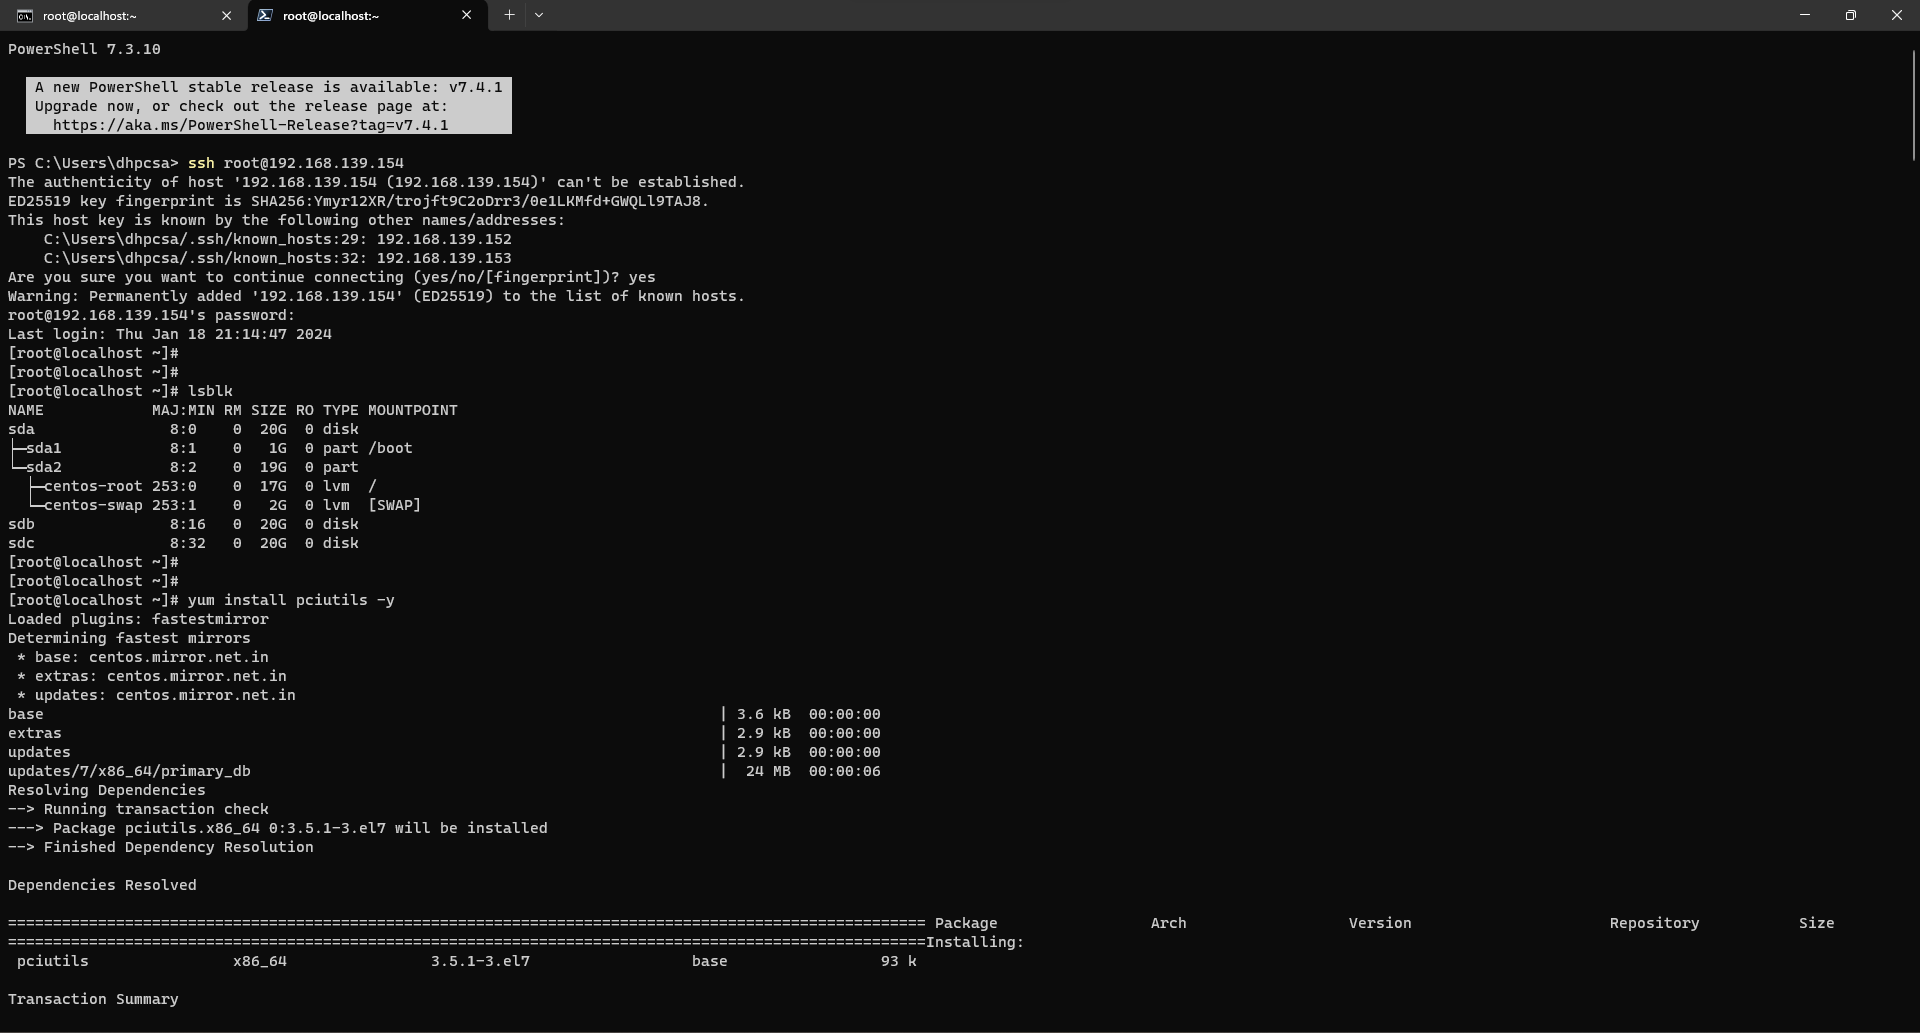 root@localhost:~
root@localhost:~
PowerShell 7.3.10
A new PowerShell stable release is available: v7.4.1
Upgrade now, or check out the release page at:
https://aka.ms/PowerShell-Release?tag=v7.4.1
PS C:\Users\dhpcsa> ssh root@192.168.139.154
The authenticity of host '192.168.139.154 (192.168.139.154)' can't be established.
ED25519 key fingerprint is SHA256:Ymyr12XR/trojft9C2oDrr3/0e1LKMfd+GWQLl9TAJ8.
This host key is known by the following other names/addresses:
    C:\Users\dhpcsa/.ssh/known_hosts:29: 192.168.139.152
    C:\Users\dhpcsa/.ssh/known_hosts:32: 192.168.139.153
Are you sure you want to continue connecting (yes/no/[fingerprint])? yes
Warning: Permanently added '192.168.139.154' (ED25519) to the list of known hosts.
root@192.168.139.154's password:
Last login: Thu Jan 18 21:14:47 2024
[root@localhost ~]#
[root@localhost ~]#
[root@localhost ~]# lsblk
NAME            MAJ:MIN RM SIZE RO TYPE MOUNTPOINT
sda               8:0    0  20G  0 disk
├─sda1            8:1    0   1G  0 part /boot
└─sda2            8:2    0  19G  0 part
  ├─centos-root 253:0    0  17G  0 lvm  /
  └─centos-swap 253:1    0   2G  0 lvm  [SWAP]
sdb               8:16   0  20G  0 disk
sdc               8:32   0  20G  0 disk
[root@localhost ~]#
[root@localhost ~]#
[root@localhost ~]# yum install pciutils -y
Loaded plugins: fastestmirror
Determining fastest mirrors
 * base: centos.mirror.net.in
 * extras: centos.mirror.net.in
 * updates: centos.mirror.net.in
base | 3.6 kB  00:00:00
extras | 2.9 kB  00:00:00
updates | 2.9 kB  00:00:00
updates/7/x86_64/primary_db |  24 MB  00:00:06
Resolving Dependencies
--> Running transaction check
---> Package pciutils.x86_64 0:3.5.1-3.el7 will be installed
--> Finished Dependency Resolution
Dependencies Resolved
====================================================================================================== Package Arch Version Repository Size
======================================================================================================Installing:
 pciutils x86_64 3.5.1-3.el7 base 93 k
Transaction Summary